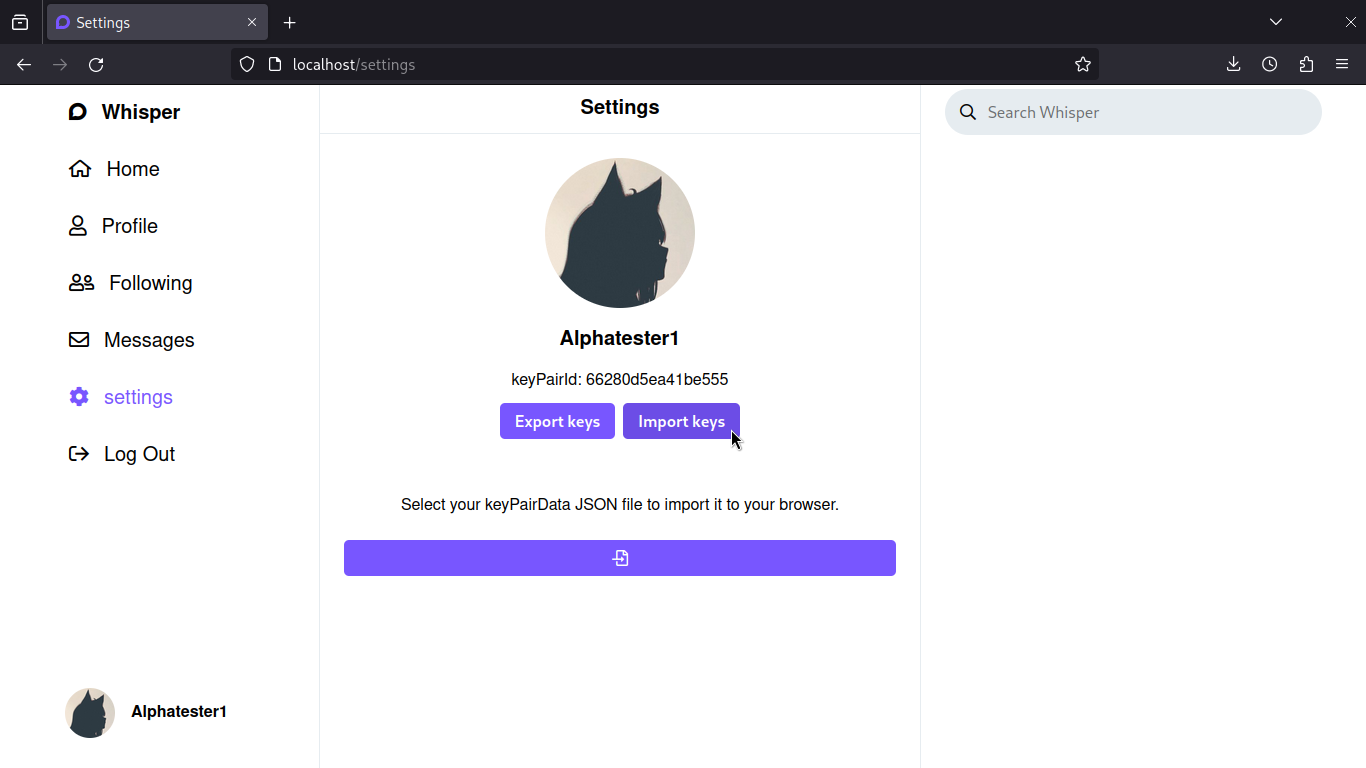 Settings
localhost/settings
Whisper
Home
Profile
Following
Messages
settings
Log Out
Alphatester1
Settings
Alphatester1
keyPairId: 66280d5ea41be555
Export keys
Import keys
Select your keyPairData JSON file to import it to your browser.
Search Whisper